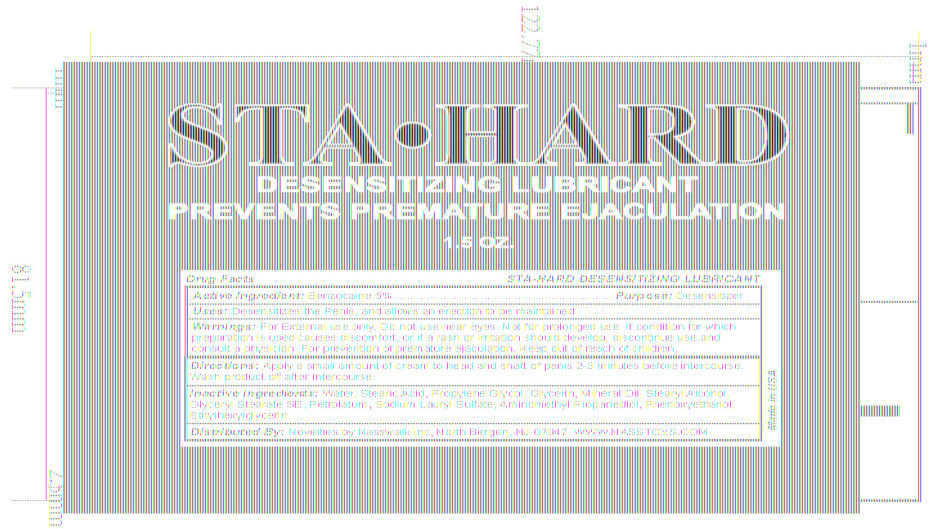 STA•HARD
DESENSITIZING LUBRICANT
PREVENTS PREMATURE EJACULATION
1.5 OZ.
Drug Facts STA-HARD DESENSITIZING LUBRICANT
Active Ingredient: Benzocaine 5% Purpose: Desensitizer
Uses: Desensitizes the Penis, and allows an erection to be maintained
Warnings: For External use only. Do not use near eyes. Not for prolonged use. If condition for which
preparation is used causes discomfort, or if a rash or irritation should develop, discontinue use and
consult a physician. For prevention of premature ejaculation. Keep out of reach of children.
Directions: Apply a small amount of cream to head and shaft of penis 2-3 minutes before intercourse.
Wash product off after intercourse.
Inactive Ingredients: Water, Stearic Acid, Propylene Glycol, Glycerin, Mineral Oil, Stearyl Alcohol,
Glyceryl Stearate SE, Petrolatum, Sodium Lauryl Sulfate, Aminomethyl Propanediol, Phenoxyethanol,
Ethylhexylglycerin.
Distributed By: Novelties by Nasswalk Inc, North Bergen, NJ 07047 WWW.NASSTOYS.COM
Made in USA